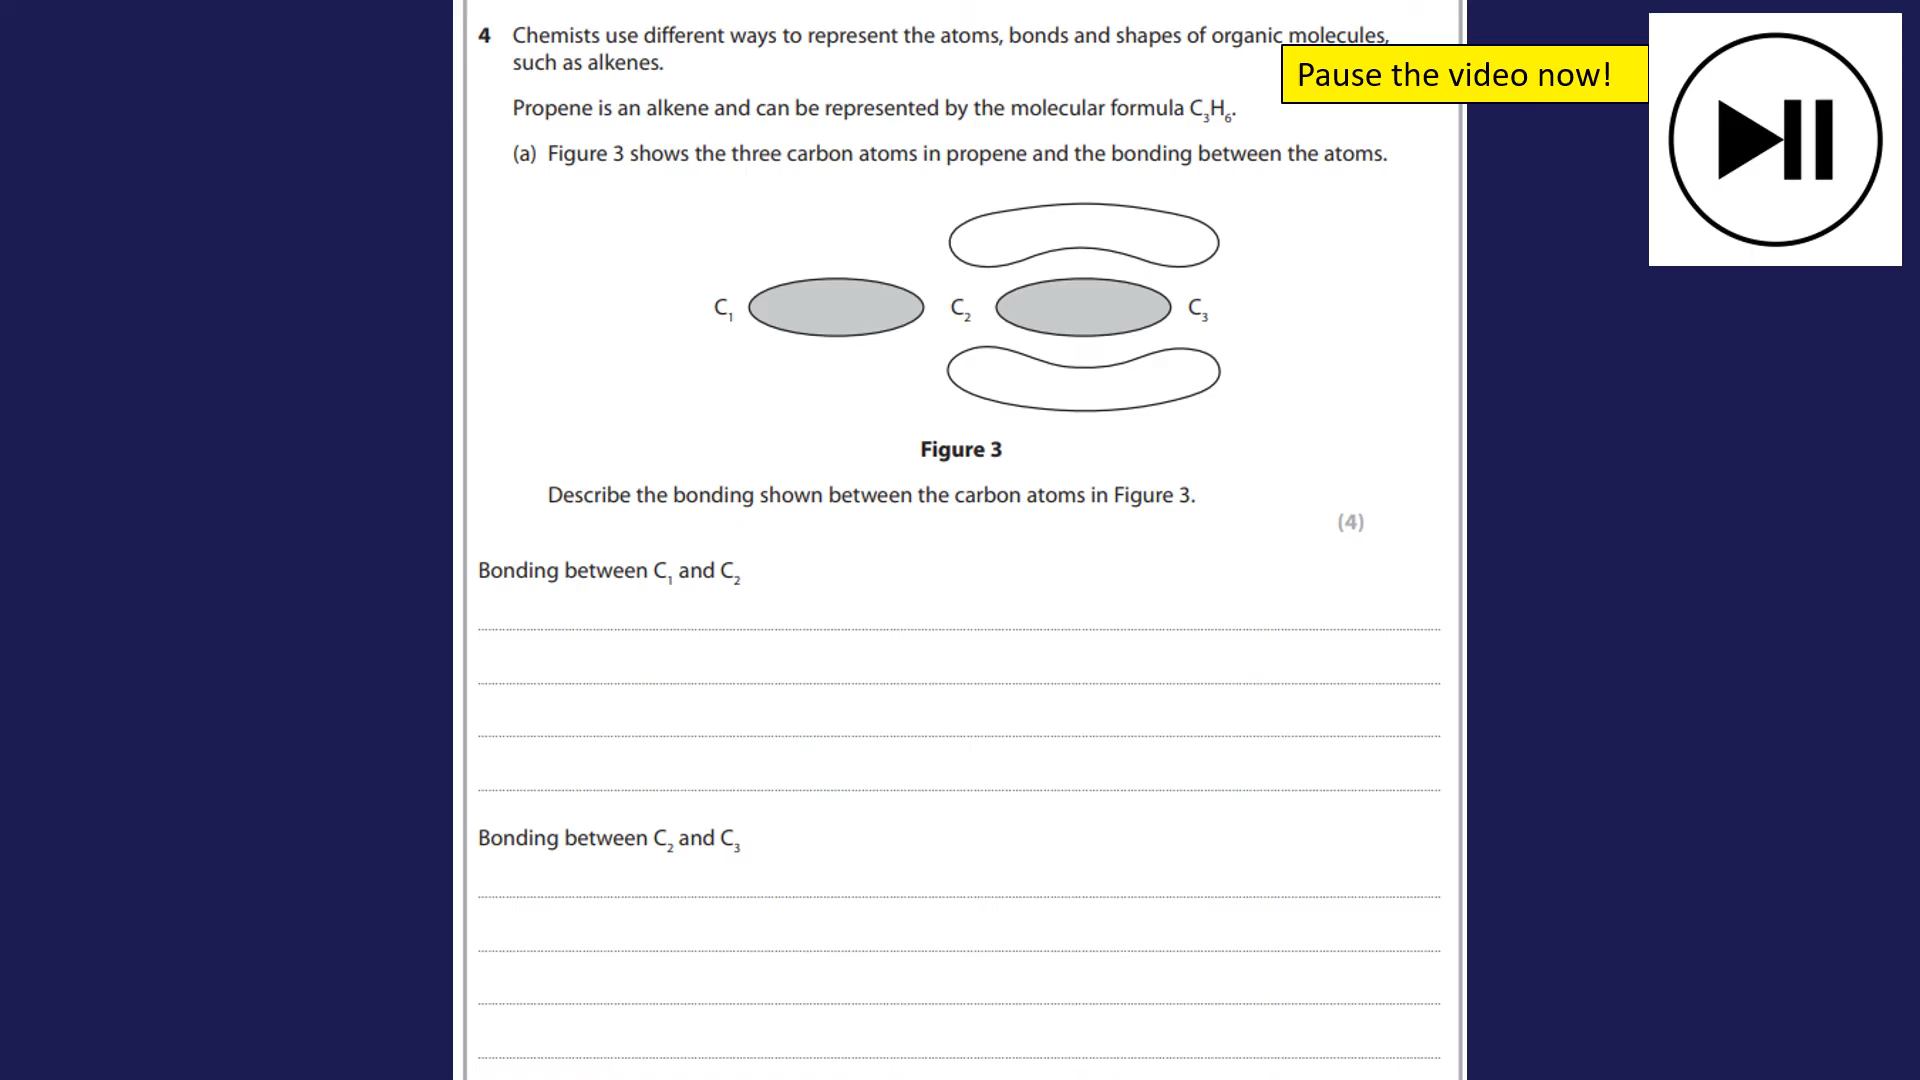 4 Chemists use different ways to represent the atoms, bonds and shapes of organic molecules,
such as alkenes.
Pause the video now!
Propene is an alkene and can be represented by the molecular formula C₃H₆.
(a) Figure 3 shows the three carbon atoms in propene and the bonding between the atoms.
C₁ C₂ C₃
Figure 3
Describe the bonding shown between the carbon atoms in Figure 3.
(4)
Bonding between C₁ and C₂
Bonding between C₂ and C₃